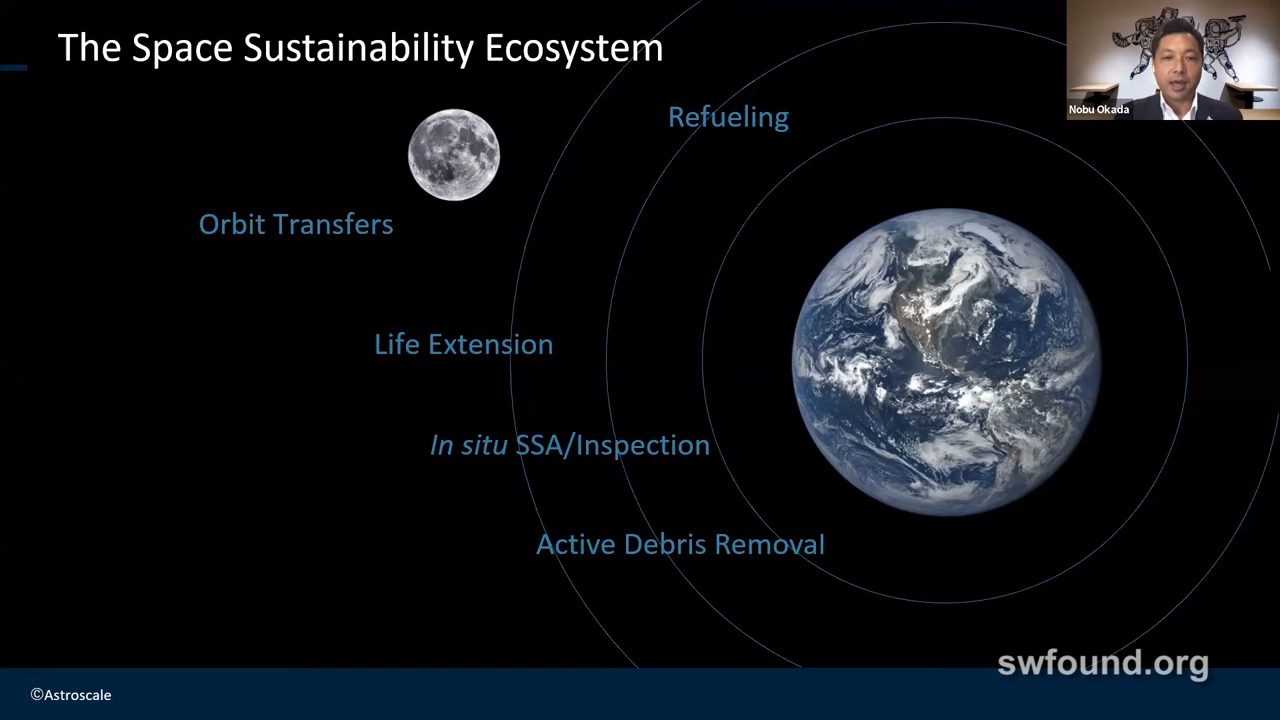 The Space Sustainability Ecosystem
Nobu Okada
Refueling
Orbit Transfers
Life Extension
In situ SSA/Inspection
Active Debris Removal
swfound.org
©Astroscale